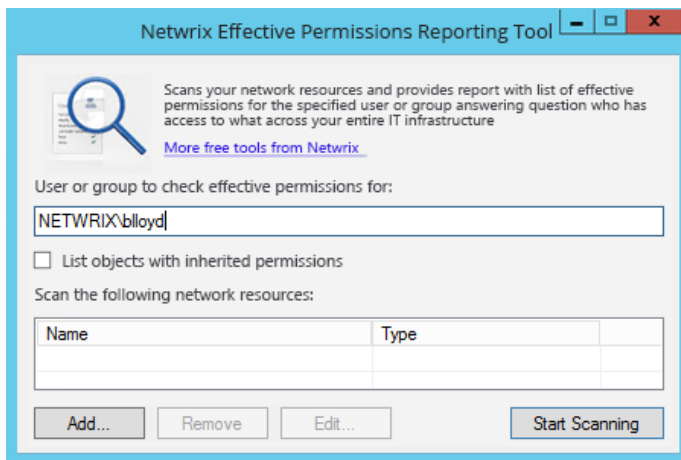 Netwrix Effective Permissions Reporting Tool
Scans your network resources and provides report with list of effective
permissions for the specified user or group answering question who has
access to what across your entire IT infrastructure
More free tools from Netwrix
User or group to check effective permissions for:
NETWRIX\blloyd
List objects with inherited permissions
Scan the following network resources:
Name Type
Add... Remove Edit... Start Scanning